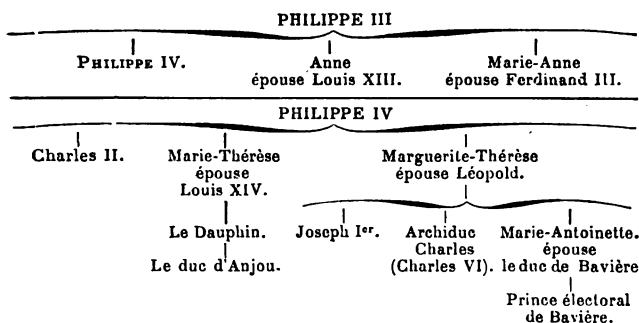 PHILIPPE III
PHILIPPE IV.
Anne
épouse Louis XIII.
Marie-Anne
épouse Ferdinand III.
PHILIPPE IV
Charles II.
Marie-Thérèse
épouse
Louis XIV.
Marguerite-Thérèse
épouse Léopold.
Le Dauphin.
Le duc d'Anjou.
Joseph Ier.
Archiduc
Charles
(Charles VI).
Marie-Antoinette.
épouse
le duc de Bavière
Prince électoral
de Bavière.